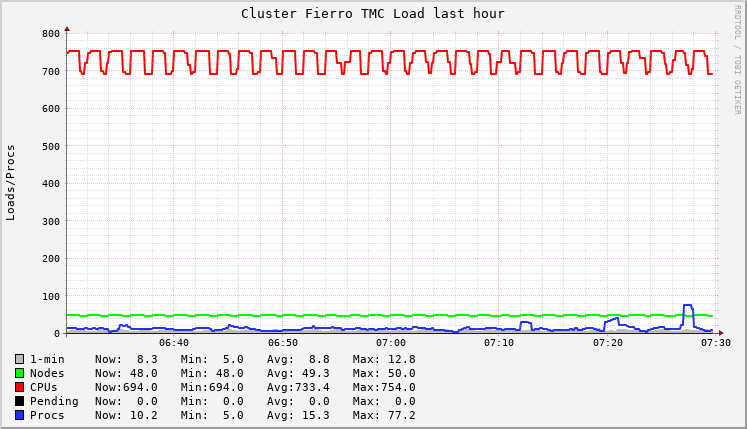 Cluster Fierro TMC Load last hour
RRDTOOL / TOBI OETIKER
Loads/Procs
800
700
600
500
400
300
200
100
0
06:40 06:50 07:00 07:10 07:20 07:30
1-min Now: 8.3 Min: 5.0 Avg: 8.8 Max: 12.8
Nodes Now: 48.0 Min: 48.0 Avg: 49.3 Max: 50.0
CPUs Now:694.0 Min:694.0 Avg:733.4 Max:754.0
Pending Now: 0.0 Min: 0.0 Avg: 0.0 Max: 0.0
Procs Now: 10.2 Min: 5.0 Avg: 15.3 Max: 77.2